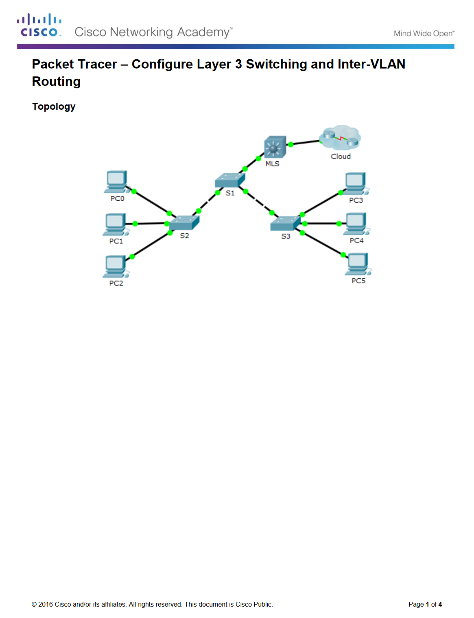 CISCO™ Cisco Networking Academy® Mind Wide Open™
Packet Tracer – Configure Layer 3 Switching and Inter-VLAN
Routing
Topology
MLS
Cloud
PC0
S1
PC3
PC1
S2
S3
PC4
PC2
PC5
© 2016 Cisco and/or its affiliates. All rights reserved. This document is Cisco Public. Page 1 of 4